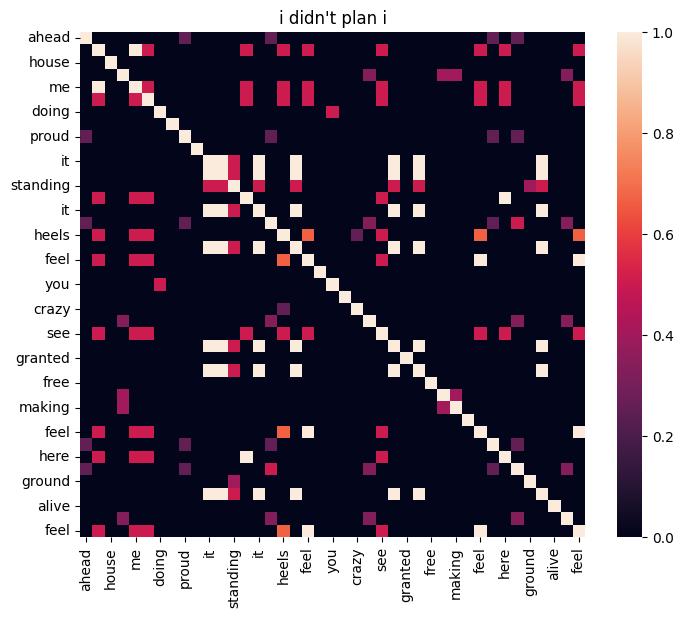 i didn't plan i
ahead
house
me
doing
proud
it
standing
it
heels
feel
you
crazy
see
granted
free
making
feel
here
ground
alive
feel
ahead
house
me
doing
proud
it
standing
it
heels
feel
you
crazy
see
granted
free
making
feel
here
ground
alive
feel
1.0
0.8
0.6
0.4
0.2
0.0